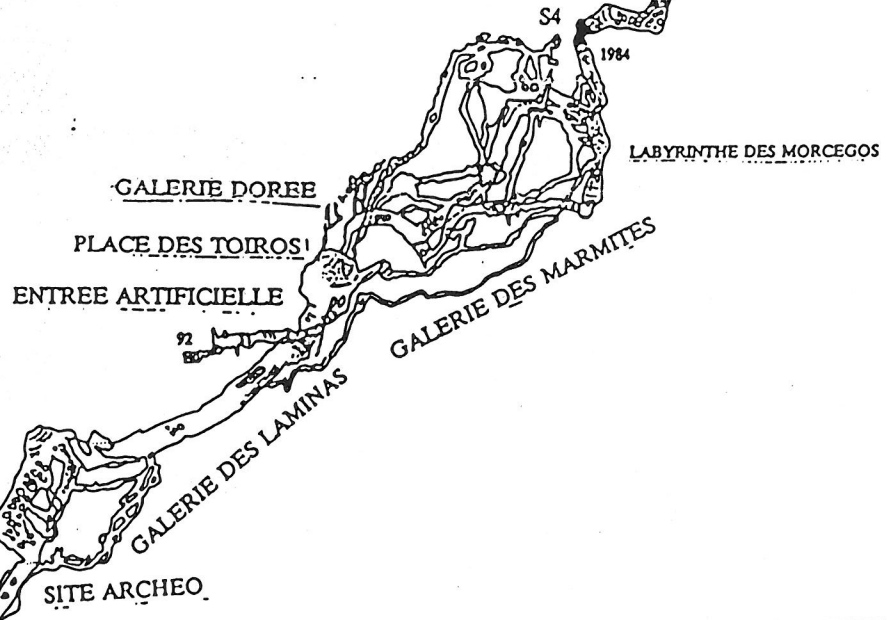 S4
1984
LABYRINTHE DES MORCEGOS
GALERIE DOREE
PLACE DES TOIROS
ENTREE ARTIFICIELLE
GALERIE DES MARMITES
92
GALERIE DES LAMINAS
SITE ARCHEO